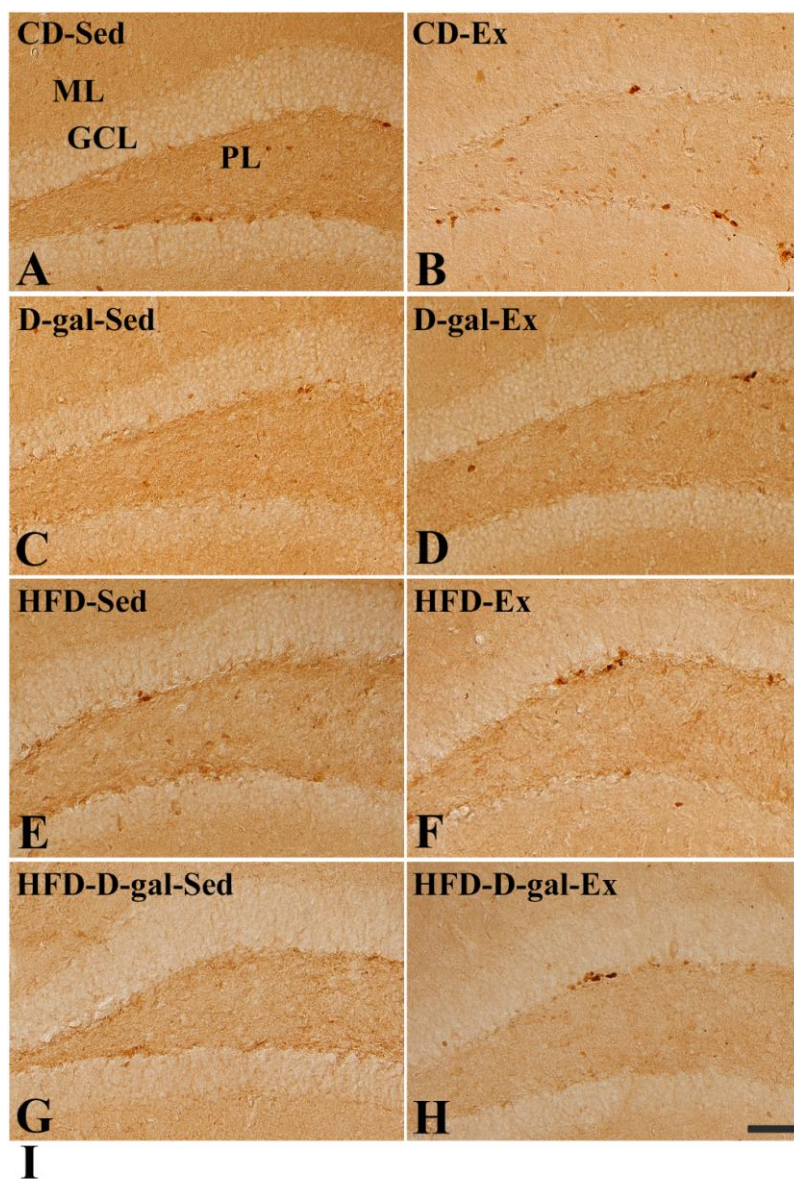 CD-Sed
ML
GCL
PL
A
CD-Ex
B
D-gal-Sed
C
D-gal-Ex
D
HFD-Sed
E
HFD-Ex
F
HFD-D-gal-Sed
G
HFD-D-gal-Ex
H
I